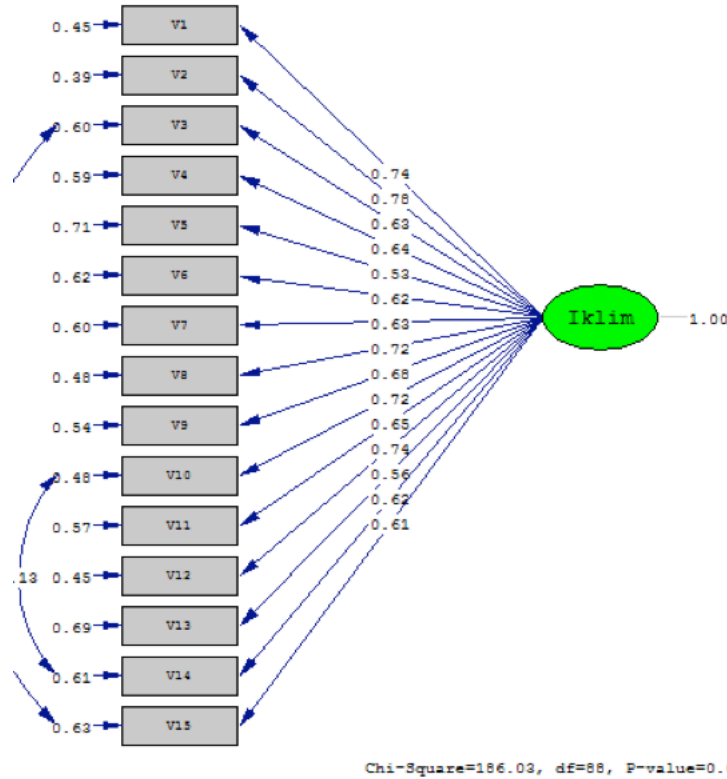 0.45 V1
0.39 V2
0.60 V3
0.59 V4
0.71 V5
0.62 V6
0.60 V7
0.48 V8
0.54 V9
0.48 V10
0.57 V11
.13 0.45 V12
0.69 V13
0.61 V14
0.63 V15
0.74
0.78
0.63
0.64
0.53
0.62
0.63
0.72
0.68
0.72
0.65
0.74
0.56
0.62
0.61
Iklim 1.00
Chi-Square=186.03, df=88, P-value=0.